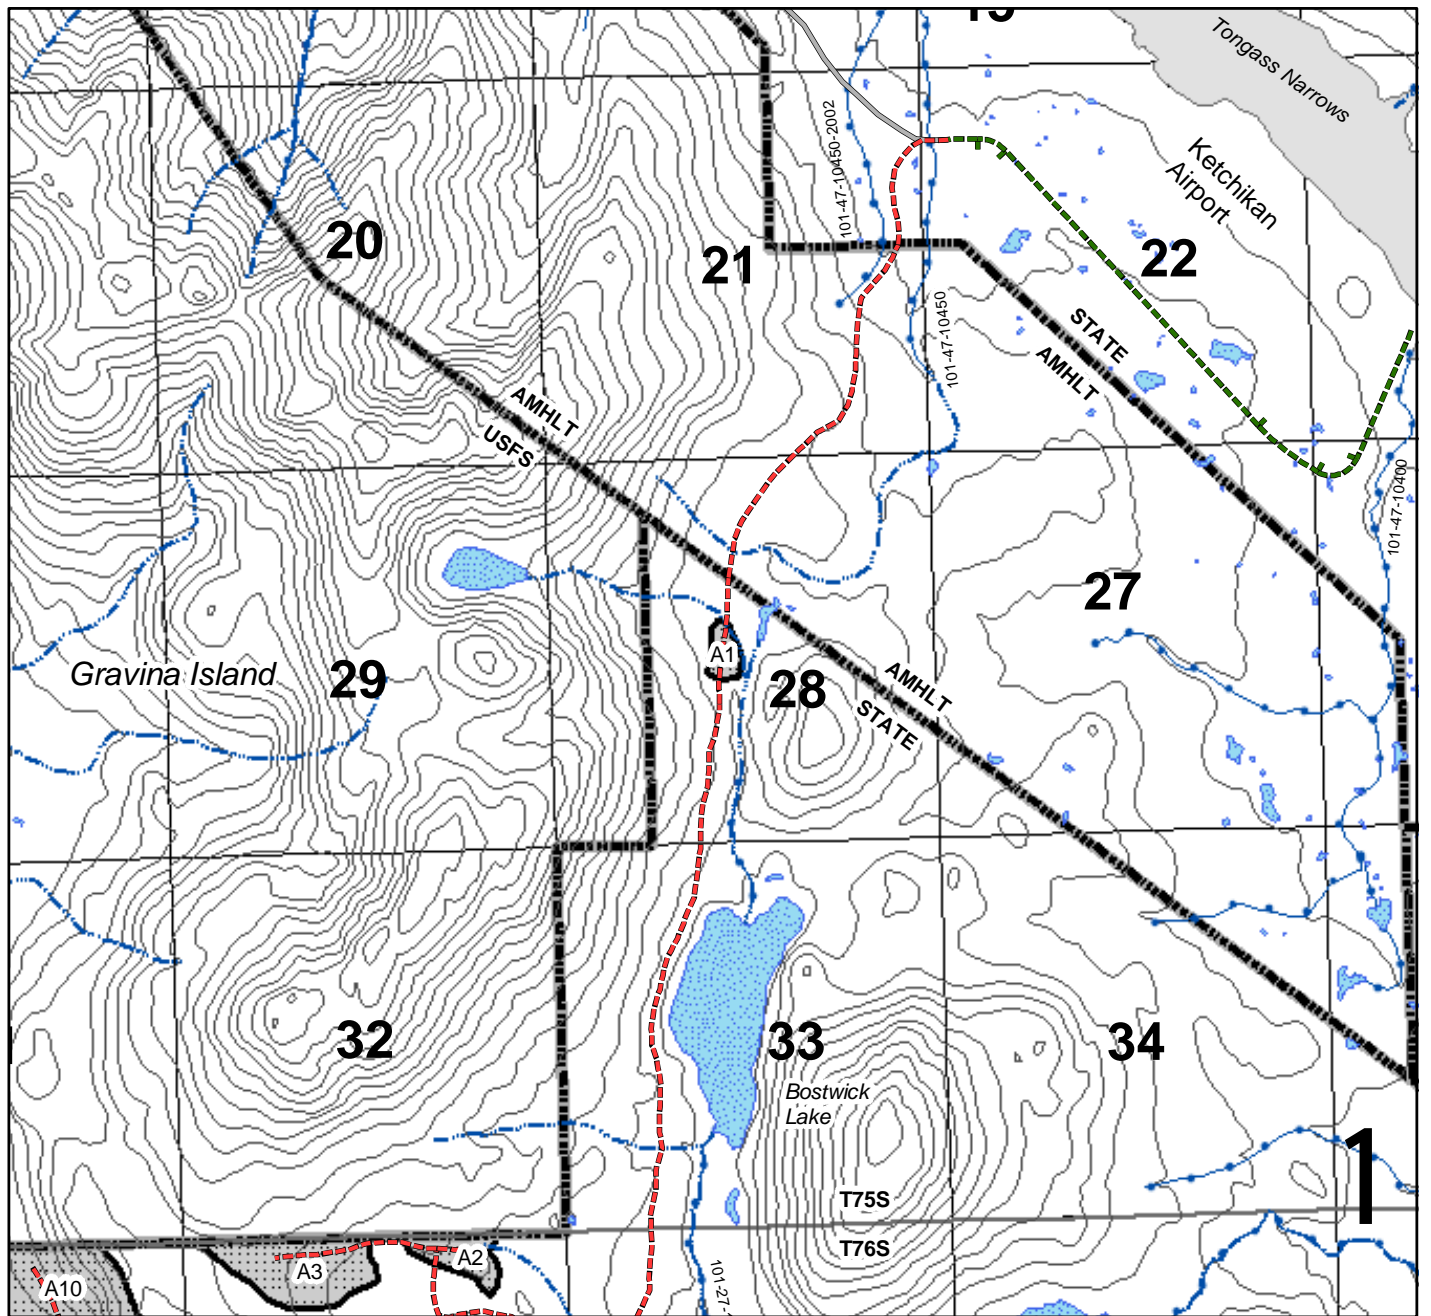 Tongass Narrows
101-47-10450-2002
Ketchikan
Airport
20
21
22
101-47-10450
STATE
AMHLT
AMHLT
USFS
101-47-10400
27
Gravina Island
29
A1
28
AMHLT
STATE
32
33
34
Bostwick
Lake
1
T75S
T76S
A3
A2
A10
101-27-